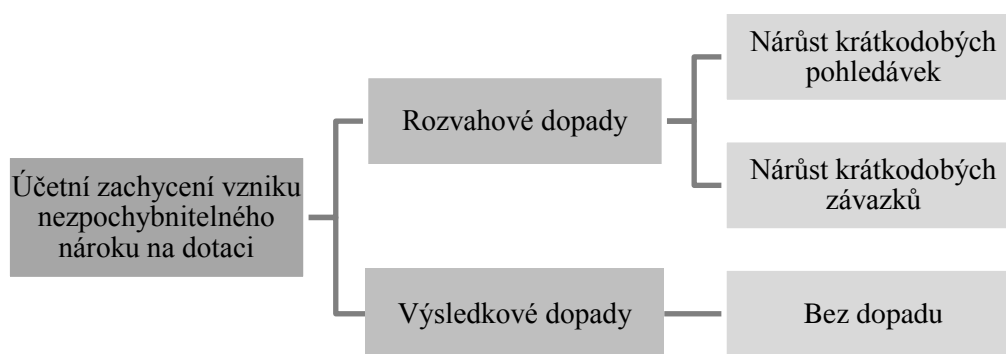 Účetní zachycení vzniku
nezpochybnitelného
nároku na dotaci
Rozvahové dopady
Nárůst krátkodobých
pohledávek
Nárůst krátkodobých
závazků
Výsledkové dopady
Bez dopadu